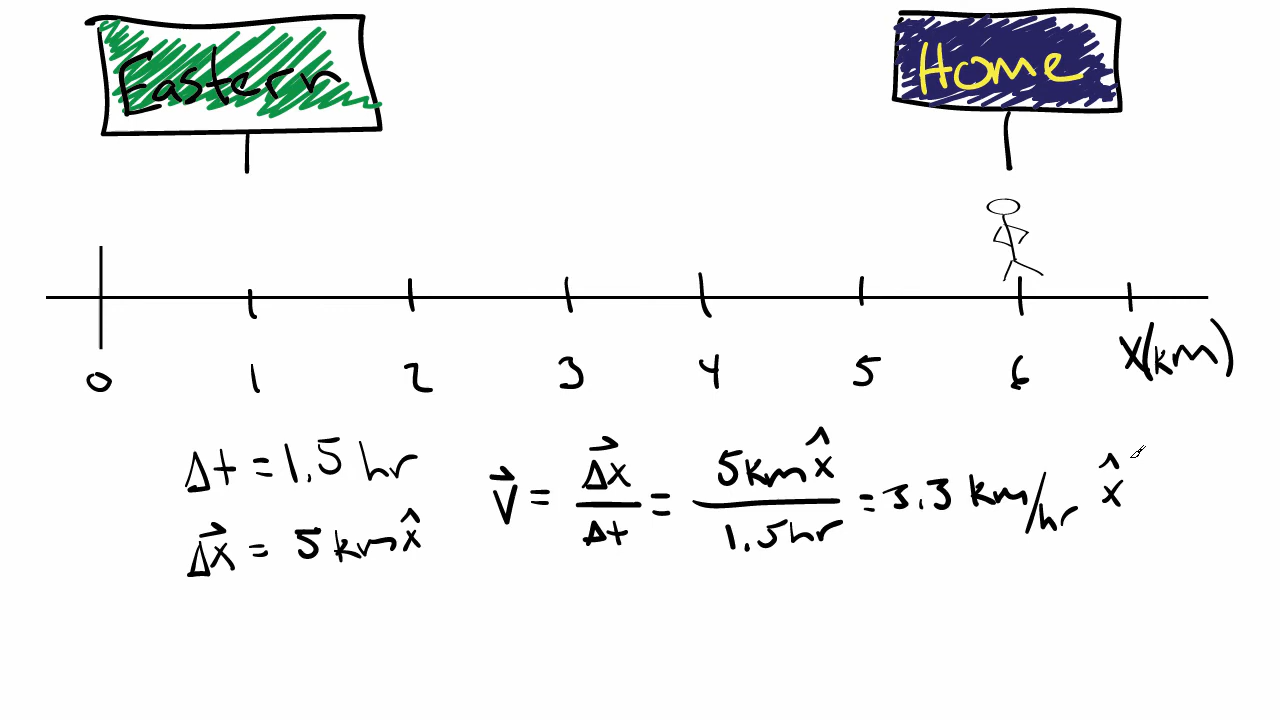 Eastern
Home
0 1 2 3 4 5 6 X(km)
Δt = 1.5 hr
Δx⃗ = 5 km x̂
v⃗ = Δx⃗/Δt = 5 km x̂/1.5 hr = 3.3 km/hr x̂